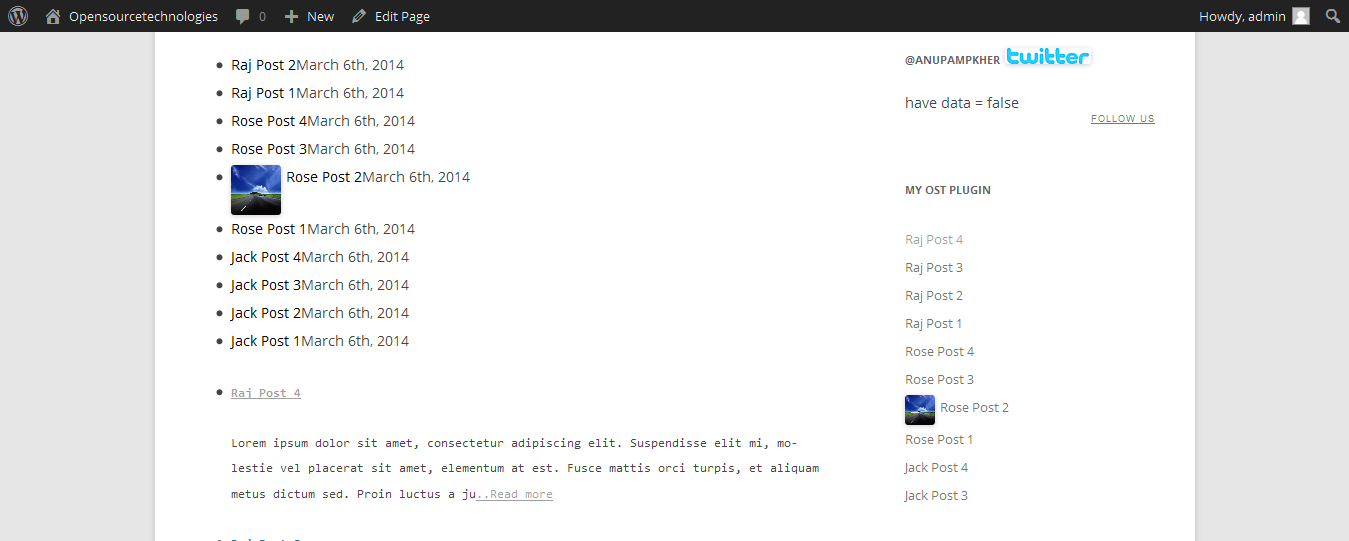 Opensourcetechnologies 0 New Edit Page Howdy, admin
Raj Post 2March 6th, 2014
Raj Post 1March 6th, 2014
Rose Post 4March 6th, 2014
Rose Post 3March 6th, 2014
Rose Post 2March 6th, 2014
Rose Post 1March 6th, 2014
Jack Post 4March 6th, 2014
Jack Post 3March 6th, 2014
Jack Post 2March 6th, 2014
Jack Post 1March 6th, 2014
Raj Post 4
Lorem ipsum dolor sit amet, consectetur adipiscing elit. Suspendisse elit mi, mo-
lestie vel placerat sit amet, elementum at est. Fusce mattis orci turpis, et aliquam
metus dictum sed. Proin luctus a ju..Read more
@ANUPAMPKHER twitter
have data = false
FOLLOW US
MY OST PLUGIN
Raj Post 4
Raj Post 3
Raj Post 2
Raj Post 1
Rose Post 4
Rose Post 3
Rose Post 2
Rose Post 1
Jack Post 4
Jack Post 3